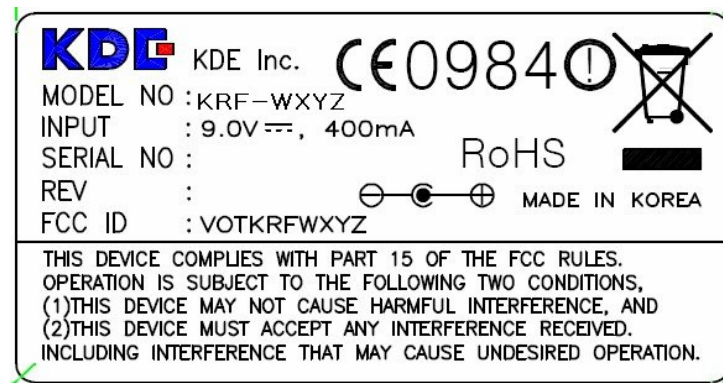 KDE KDE Inc. CE0984!
MODEL NO : KRF-WXYZ
INPUT : 9.0V, 400mA
SERIAL NO :
RoHS
REV :
MADE IN KOREA
FCC ID : VOTKRFWXYZ
THIS DEVICE COMPLIES WITH PART 15 OF THE FCC RULES.
OPERATION IS SUBJECT TO THE FOLLOWING TWO CONDITIONS,
(1)THIS DEVICE MAY NOT CAUSE HARMFUL INTERFERENCE, AND
(2)THIS DEVICE MUST ACCEPT ANY INTERFERENCE RECEIVED.
INCLUDING INTERFERENCE THAT MAY CAUSE UNDESIRED OPERATION.